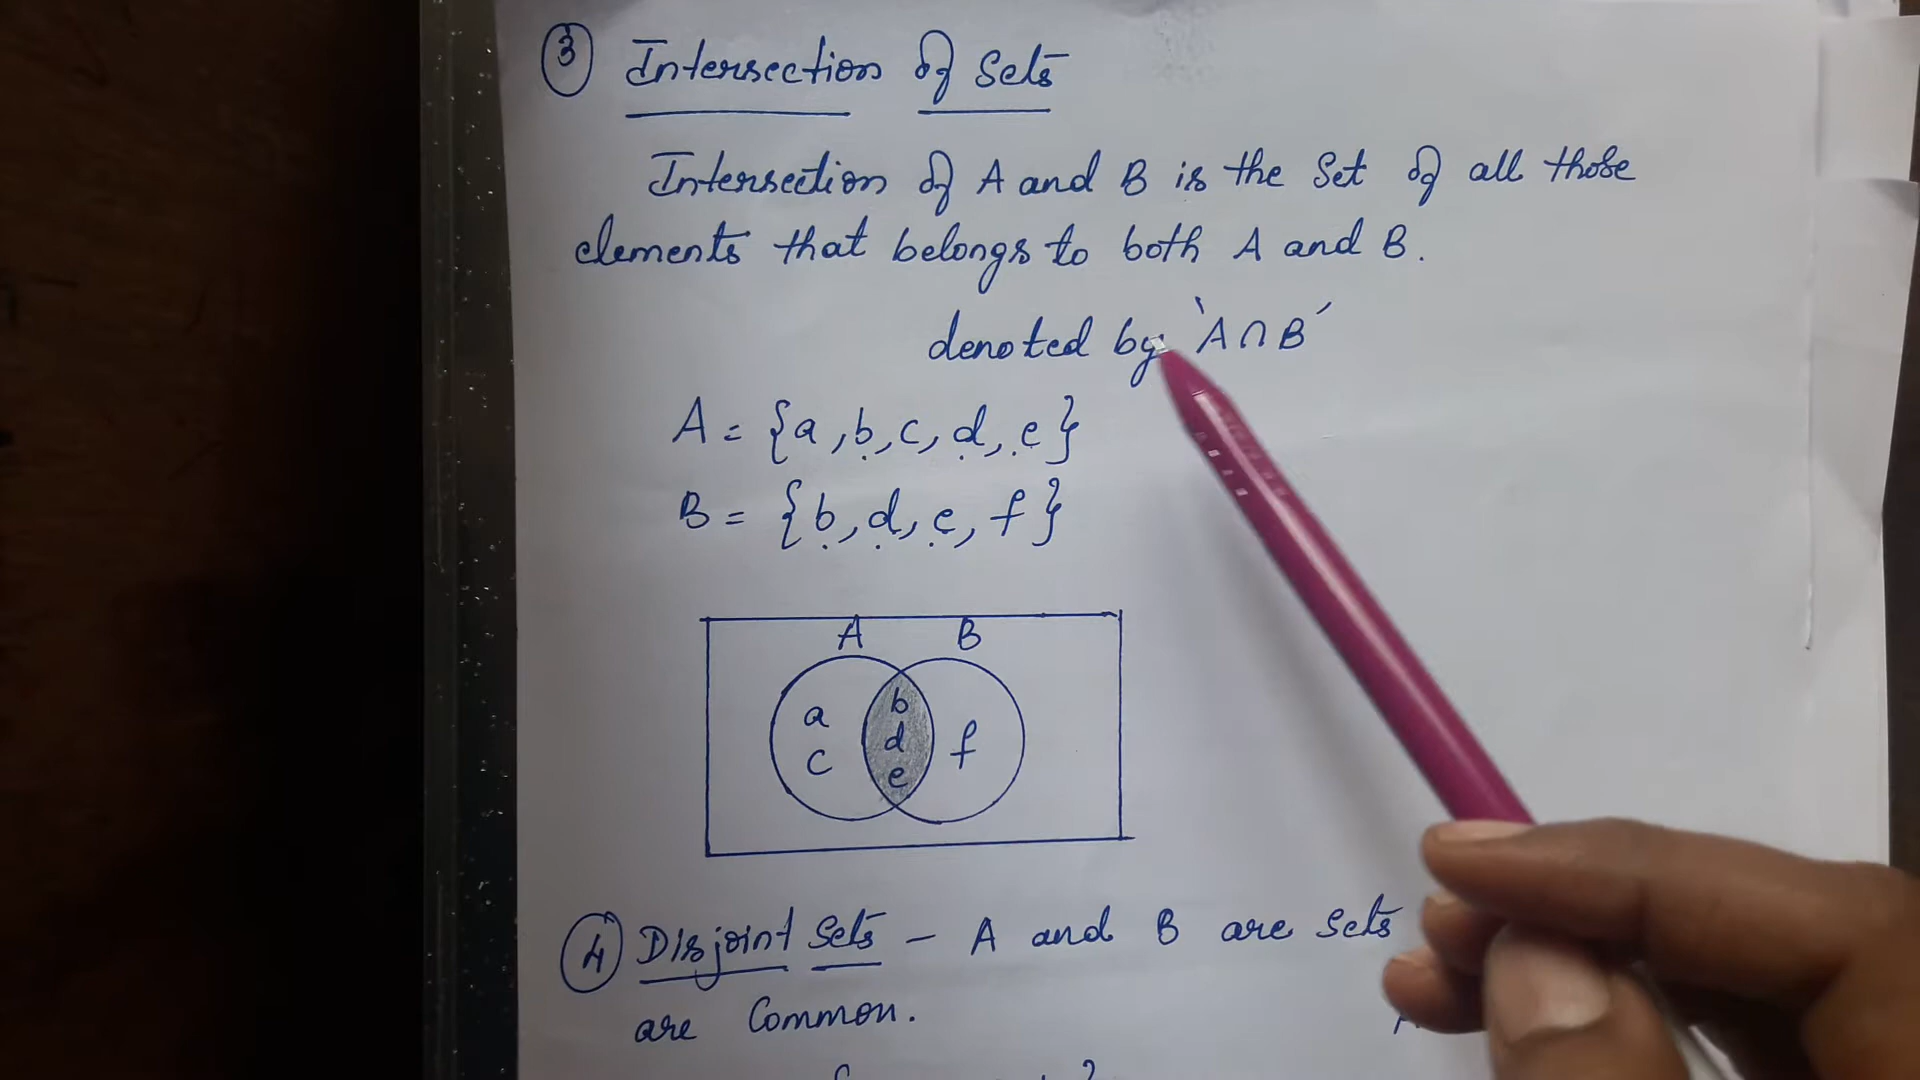 3 Intersection Of Sets
Intersection Of A and B is the Set Of all those
elements that belongs to both A and B.
denoted by 'A ∩ B'
A = {a, b, c, d, e}
B = {b, d, e, f}
A B
a
c
b
d
e
f
4 Disjoint Sets - A and B are Sets
are Common.